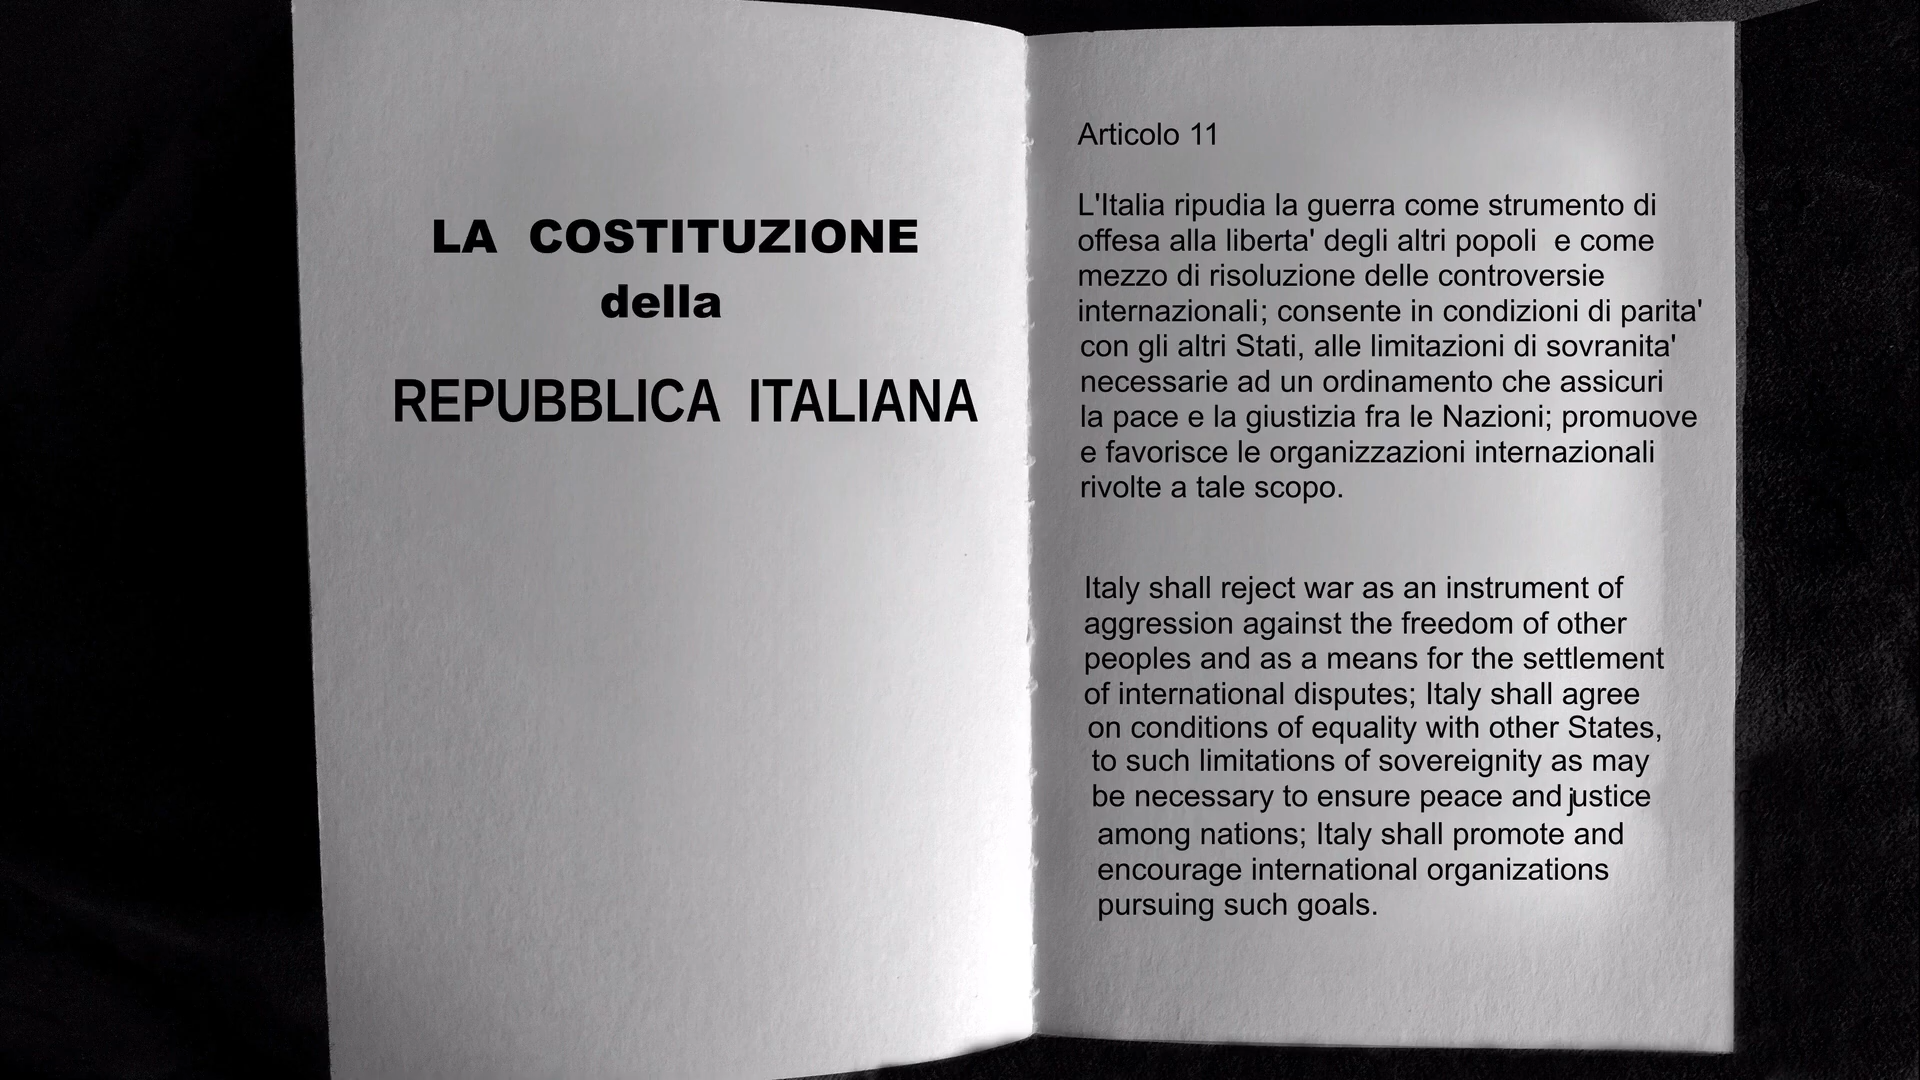 LA COSTITUZIONE
della
REPUBBLICA ITALIANA
Articolo 11
L'Italia ripudia la guerra come strumento di
offesa alla liberta' degli altri popoli e come
mezzo di risoluzione delle controversie
internazionali; consente in condizioni di parita'
con gli altri Stati, alle limitazioni di sovranita'
necessarie ad un ordinamento che assicuri
la pace e la giustizia fra le Nazioni; promuove
e favorisce le organizzazioni internazionali
rivolte a tale scopo.
Italy shall reject war as an instrument of
aggression against the freedom of other
peoples and as a means for the settlement
of international disputes; Italy shall agree
on conditions of equality with other States,
to such limitations of sovereignity as may
be necessary to ensure peace and justice
among nations; Italy shall promote and
encourage international organizations
pursuing such goals.